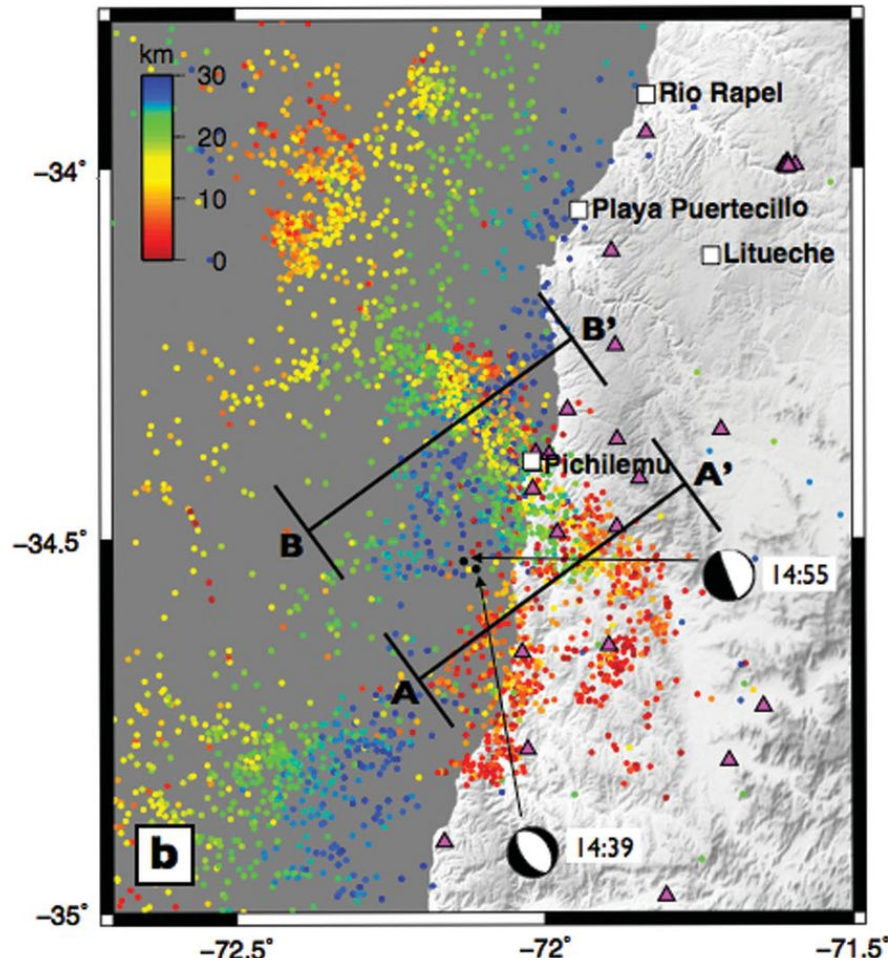 km
30
20
10
0
Rio Rapel
−34˚
Playa Puertecillo
Litueche
B'
Pichilemu
A'
−34.5˚
B
14:55
A
b
14:39
−35˚
−72.5˚
−72˚
−71.5˚